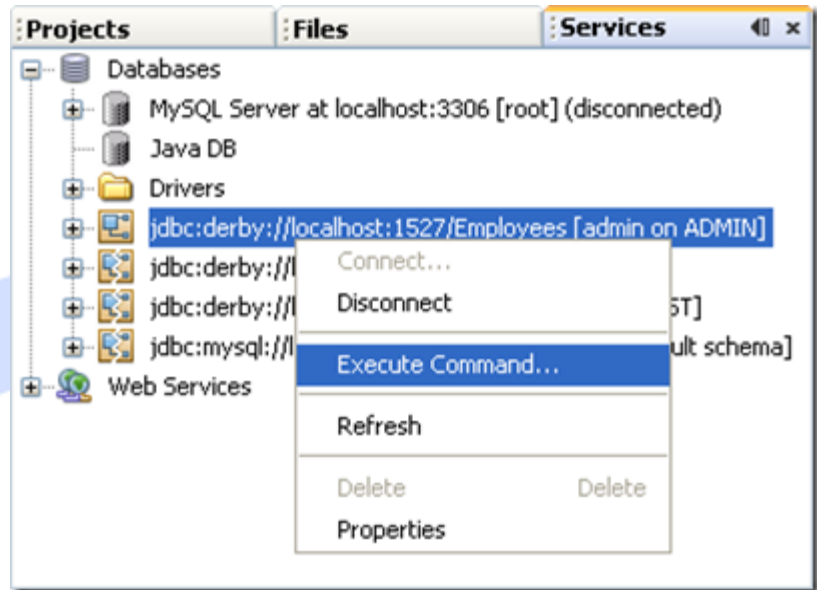 Projects Files Services
Databases
MySQL Server at localhost:3306 [root] (disconnected)
Java DB
Drivers
jdbc:derby://localhost:1527/Employees [admin on ADMIN]
jdbc:derby://l
Connect...
jdbc:derby://l ST]
Disconnect
jdbc:mysql://l ult schema]
Execute Command...
Web Services
Refresh
Delete Delete
Properties